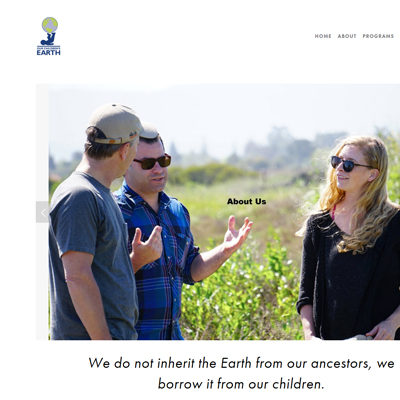 EARTH
HOME ABOUT PROGRAMS
About Us
We do not inherit the Earth from our ancestors, we
borrow it from our children.